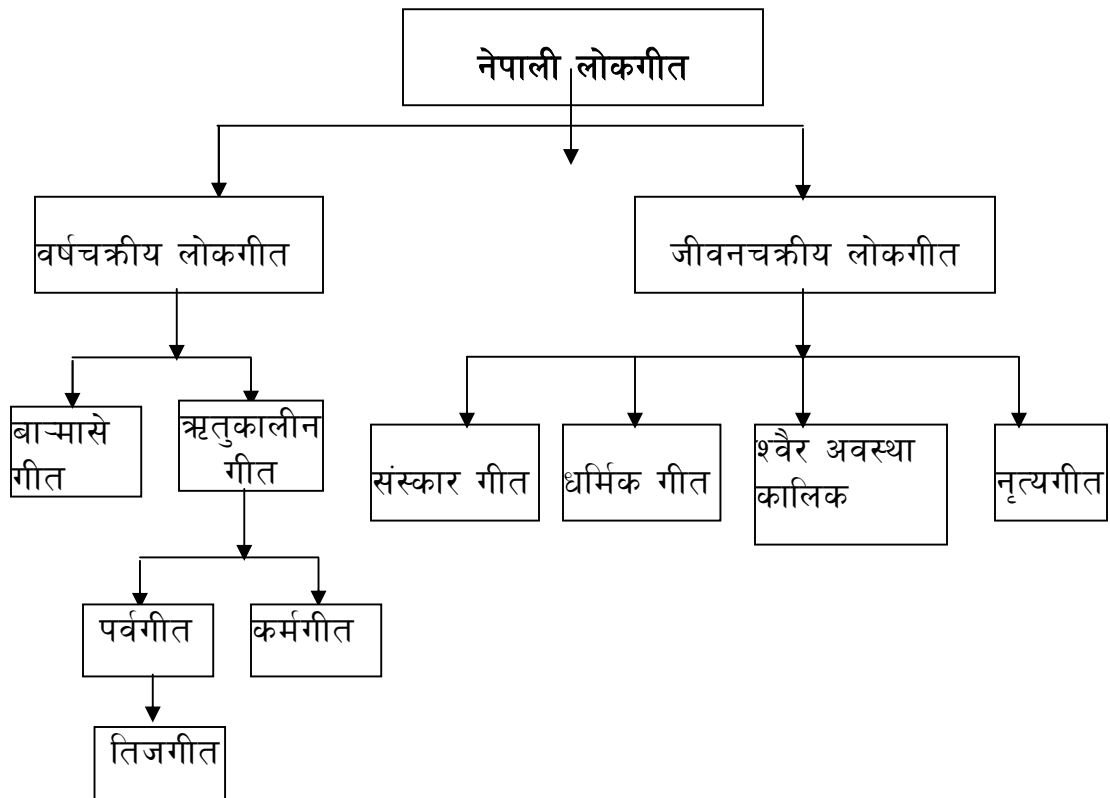 नेपाली लोकगीत
वर्षचक्रीय लोकगीत
जीवनचक्रीय लोकगीत
बाऱ्मासे
गीत
ऋतुकालीन
गीत
संस्कार गीत
धर्मिक गीत
श्वैर अवस्था
कालिक
नृत्यगीत
पर्वगीत
कर्मगीत
तिजगीत